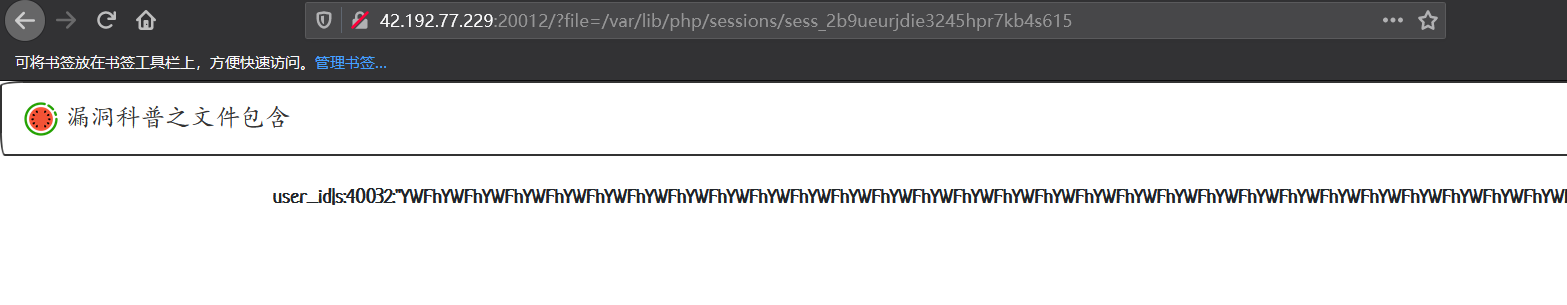 42.192.77.229:20012/?file=/var/lib/php/sessions/sess_2b9ueurjdie3245hpr7kb4s615
可将书签放在书签工具栏上，方便快速访问。管理书签...
漏洞科普之文件包含
user_id|s:40032:"YWFhYWFhYWFhYWFhYWFhYWFhYWFhYWFhYWFhYWFhYWFhYWFhYWFhYWFhYWFhYWFhYWFhYWFhYWFhYWFhYWFhYWFhYWFhYWFhYWFhYWFhYWFhYWFhYW